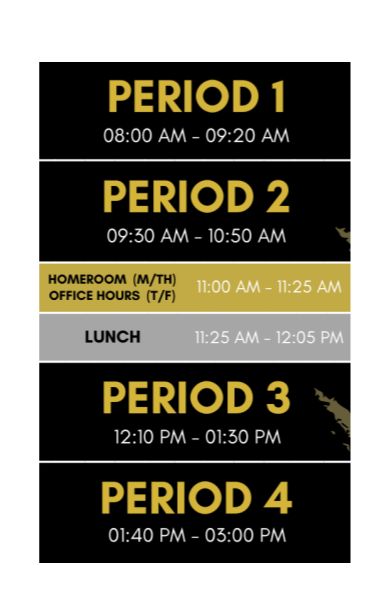 PERIOD 1
08:00 AM - 09:20 AM
PERIOD 2
09:30 AM - 10:50 AM
HOMEROOM (M/TH)
OFFICE HOURS (T/F)
11:00 AM - 11:25 AM
LUNCH
11:25 AM - 12:05 PM
PERIOD 3
12:10 PM - 01:30 PM
PERIOD 4
01:40 PM - 03:00 PM